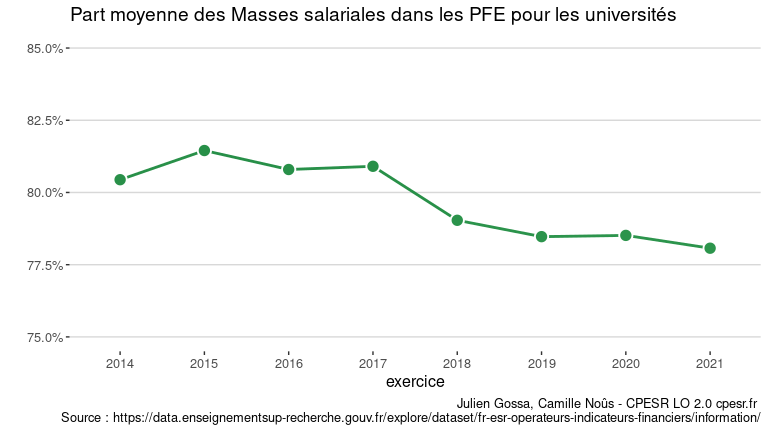 Part moyenne des Masses salariales dans les PFE pour les universités
85.0%
82.5%
80.0%
77.5%
75.0%
2014 2015 2016 2017 2018 2019 2020 2021
exercice
Julien Gossa, Camille Noûs - CPESR LO 2.0 cpesr.fr
Source : https://data.enseignementsup-recherche.gouv.fr/explore/dataset/fr-esr-operateurs-indicateurs-financiers/information/